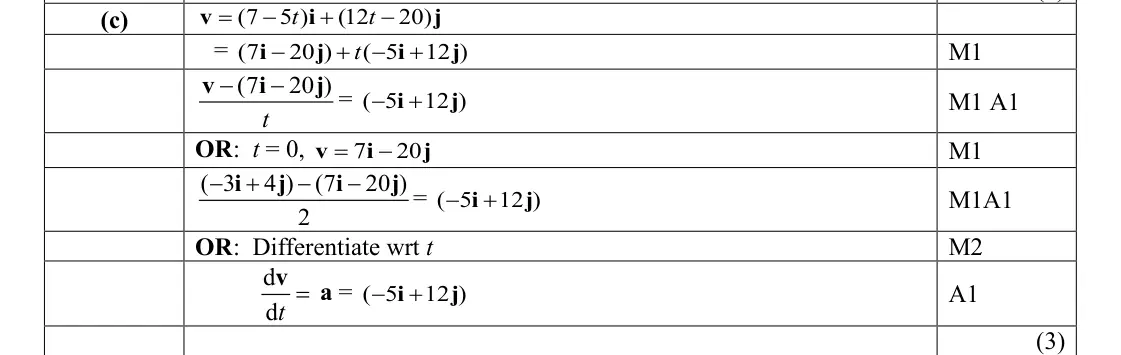 (c) v = (7 − 5t)i + (12t − 20)j
= (7i − 20j) + t(−5i + 12j) M1
v − (7i − 20j) / t = (−5i + 12j) M1 A1
OR: t = 0, v = 7i − 20j M1
(−3i + 4j) − (7i − 20j) / 2 = (−5i + 12j) M1A1
OR: Differentiate wrt t M2
dv/dt = a = (−5i + 12j) A1
(3)